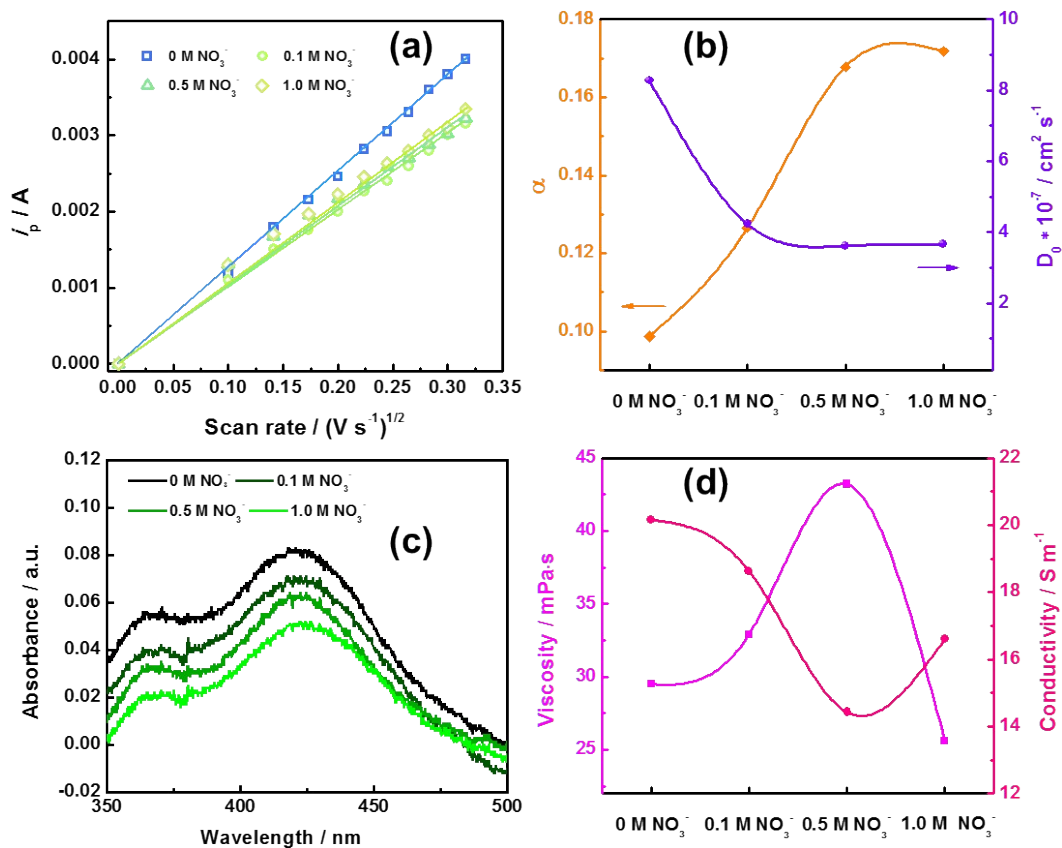 (a)
0 M NO₃⁻
0.1 M NO₃⁻
0.5 M NO₃⁻
1.0 M NO₃⁻
0.004
0.003
0.002
0.001
0.000
iₚ / A
0.00 0.05 0.10 0.15 0.20 0.25 0.30 0.35
Scan rate / (V s⁻¹)¹/²
(b)
0.18
0.16
0.14
0.12
0.10
α
10
8
6
4
2
D₀ * 10⁻⁷ / cm² s⁻¹
0 M NO₃⁻ 0.1 M NO₃⁻ 0.5 M NO₃⁻ 1.0 M NO₃⁻
(c)
0 M NO₃⁻
0.1 M NO₃⁻
0.5 M NO₃⁻
1.0 M NO₃⁻
0.12
0.10
0.08
0.06
0.04
0.02
0.00
-0.02
Absorbance / a.u.
350 400 450 500
Wavelength / nm
(d)
45
40
35
30
25
Viscosity / mPa·s
22
20
18
16
14
12
Conductivity / S m⁻¹
0 M NO₃⁻ 0.1 M NO₃⁻ 0.5 M NO₃⁻ 1.0 M NO₃⁻